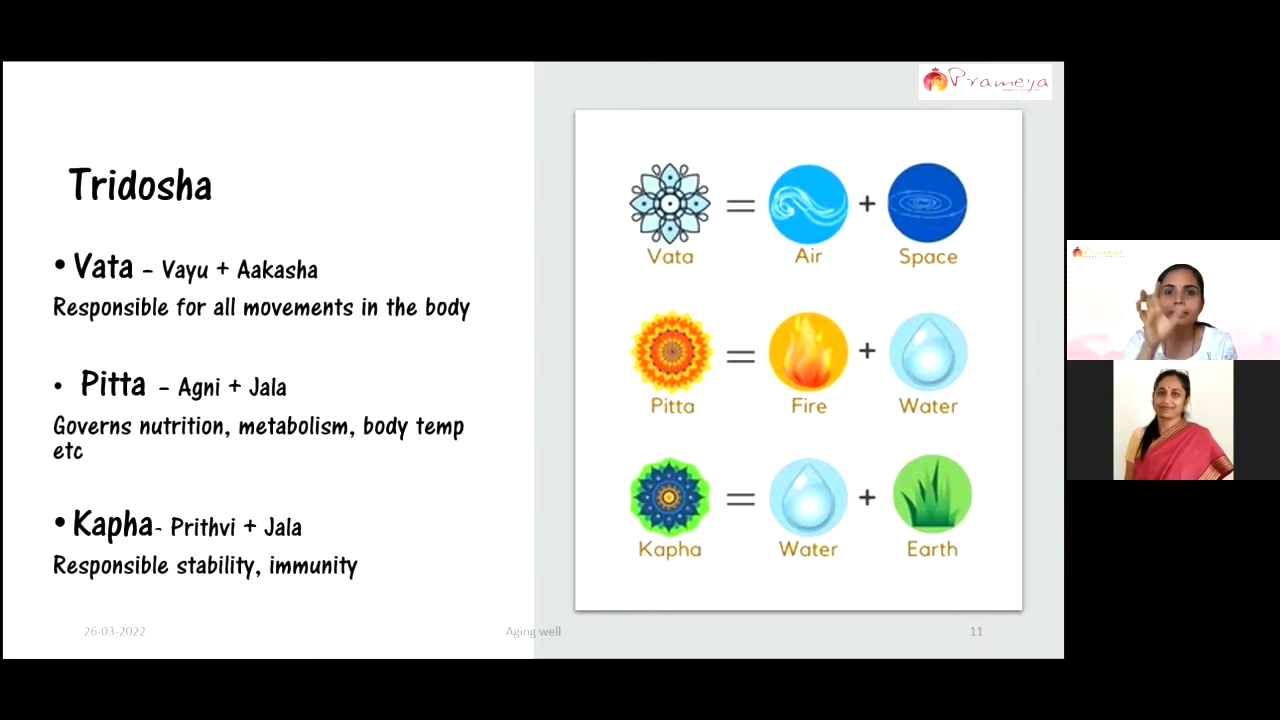 Prameya
Tridosha
• Vata – Vayu + Aakasha
Responsible for all movements in the body
• Pitta – Agni + Jala
Governs nutrition, metabolism, body temp
etc
• Kapha- Prithvi + Jala
Responsible stability, immunity
= +
Vata Air Space
= +
Pitta Fire Water
= +
Kapha Water Earth
26-03-2022 Aging well 11